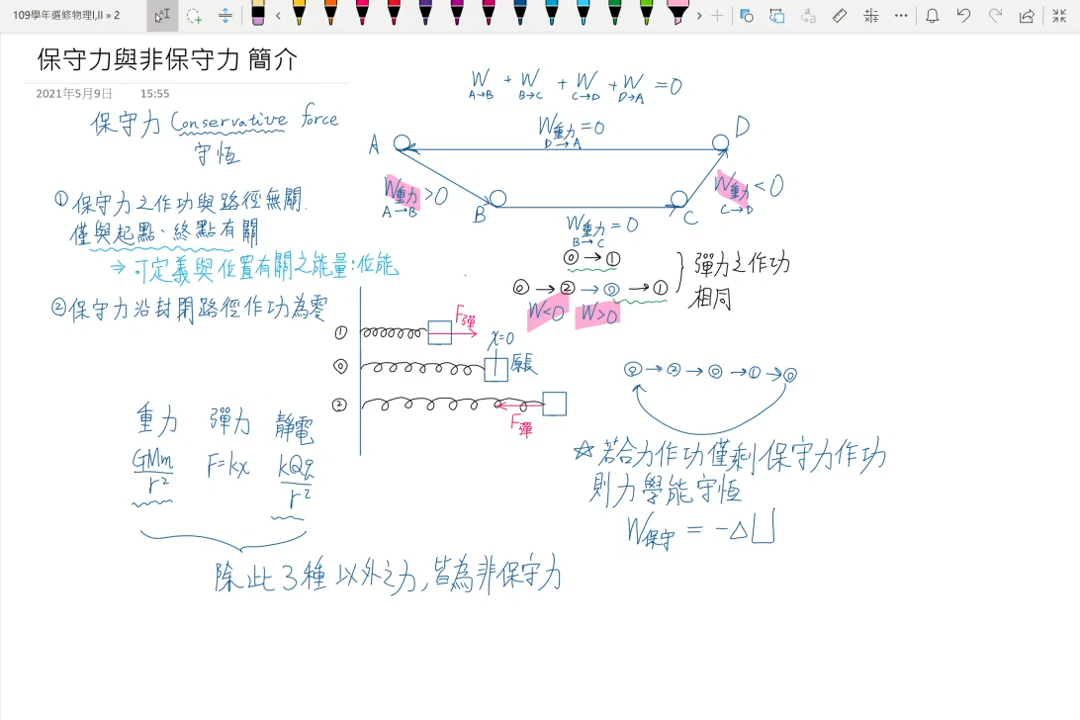 109學年選修物理I,II » 2
保守力與非保守力 簡介
2021年5月9日 15:55
保守力 Conservative force
守恆
①保守力之作功與路徑無關.
僅與起點、終點有關
→可定義與位置有關之能量:位能
②保守力沿封閉路徑作功為零
W A→B + W B→C + W C→D + W D→A = 0
A
D
W重力 D→A = 0
W重力 A→B > 0
B
C
W重力 C→D < 0
W重力 B→C = 0
⓪→①
⓪→②→⓪→①
W<0 W>0
彈力之作功
相同
① F彈
x=0
⓪ 原長
② F彈
⓪→②→⓪→①→⓪
重力 彈力 靜電
GMm/r² F=kx kQq/r²
除此3種以外之力,皆為非保守力
☆若合力作功僅剩保守力作功
則力學能守恆
W保守 = -△U